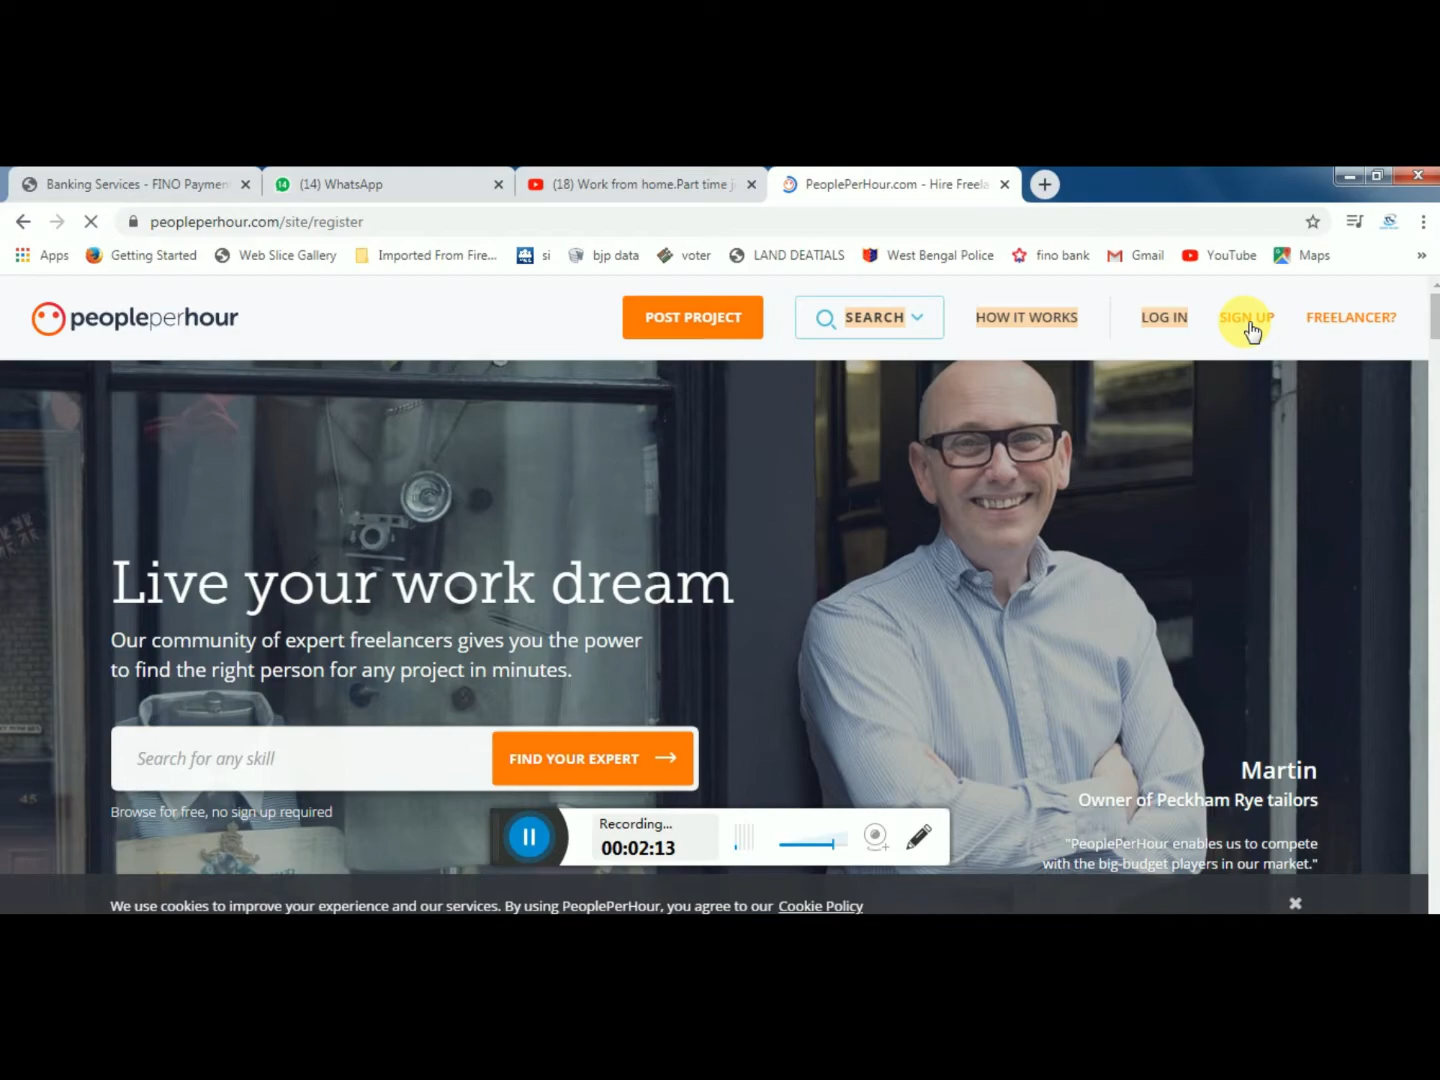 Banking Services - FINO Paymen
14
(14) WhatsApp
(18) Work from home.Part time j
PeoplePerHour.com - Hire Freela
peopleperhour.com/site/register
Apps
Getting Started
Web Slice Gallery
Imported From Fire...
si
bjp data
voter
LAND DEATIALS
West Bengal Police
fino bank
Gmail
YouTube
Maps
»
peopleperhour
POST PROJECT
SEARCH
HOW IT WORKS
LOG IN
SIGN UP
FREELANCER?
Live your work dream
Our community of expert freelancers gives you the power
to find the right person for any project in minutes.
Search for any skill
FIND YOUR EXPERT
Browse for free, no sign up required
45
Martin
Owner of Peckham Rye tailors
"PeoplePerHour enables us to compete
with the big-budget players in our market."
Recording...
00:02:13
We use cookies to improve your experience and our services. By using PeoplePerHour, you agree to our Cookie Policy